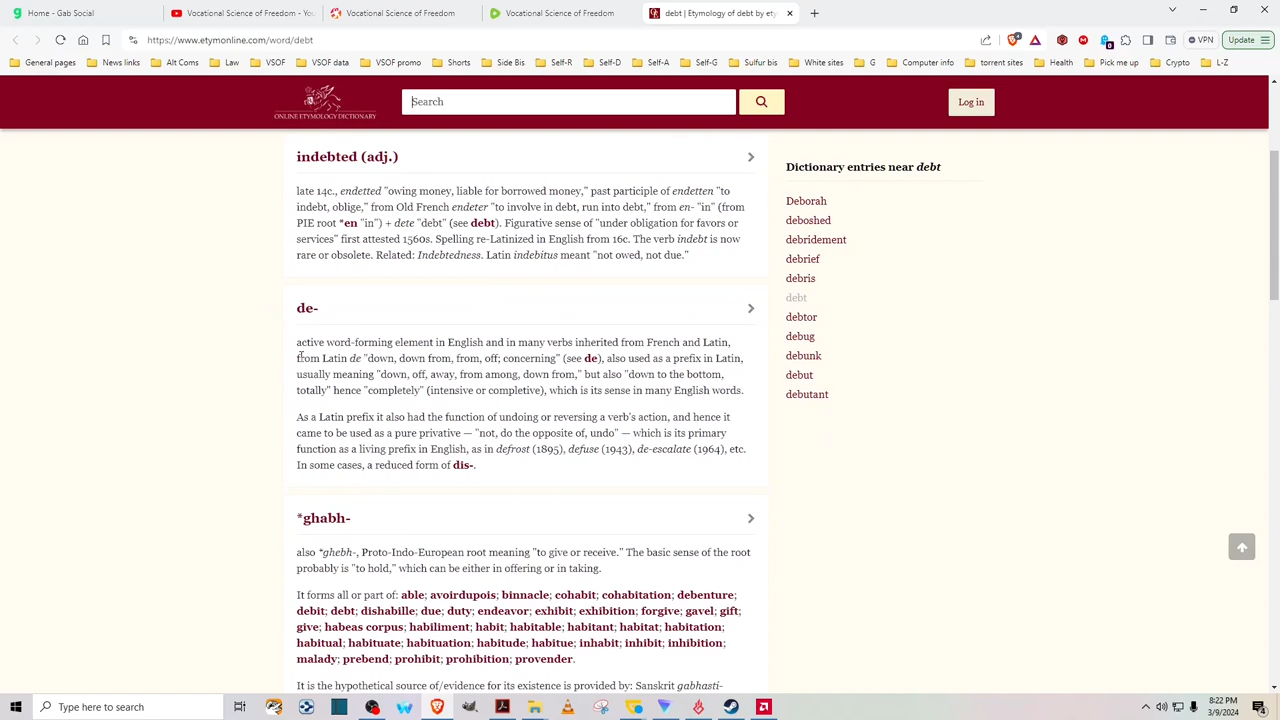 Gab Social
Vocational Science of Freedom
Vocational Science of Freedom
debt | Etymology of debt by ety
https://www.etymonline.com/word/debt
VPN
Update
General pages
News links
Alt Coms
Law
VSOF
VSOF data
VSOF promo
Shorts
Side Bis
Self-R
Self-D
Self-A
Self-G
Sulfur bis
White sites
G
Computer info
torrent sites
Health
Pick me up
Crypto
L-Z
ONLINE ETYMOLOGY DICTIONARY
Search
Log in
indebted (adj.)
late 14c., endetted "owing money, liable for borrowed money," past participle of endetten "to
indebt, oblige," from Old French endeter "to involve in debt, run into debt," from en- "in" (from
PIE root *en "in") + dete "debt" (see debt). Figurative sense of "under obligation for favors or
services" first attested 1560s. Spelling re-Latinized in English from 16c. The verb indebt is now
rare or obsolete. Related: Indebtedness. Latin indebitus meant "not owed, not due."
de-
active word-forming element in English and in many verbs inherited from French and Latin,
from Latin de "down, down from, from, off; concerning" (see de), also used as a prefix in Latin,
usually meaning "down, off, away, from among, down from," but also "down to the bottom,
totally" hence "completely" (intensive or completive), which is its sense in many English words.
As a Latin prefix it also had the function of undoing or reversing a verb's action, and hence it
came to be used as a pure privative — "not, do the opposite of, undo" — which is its primary
function as a living prefix in English, as in defrost (1895), defuse (1943), de-escalate (1964), etc.
In some cases, a reduced form of dis-.
*ghabh-
also *ghebh-, Proto-Indo-European root meaning "to give or receive." The basic sense of the root
probably is "to hold," which can be either in offering or in taking.
It forms all or part of: able; avoirdupois; binnacle; cohabit; cohabitation; debenture;
debit; debt; dishabille; due; duty; endeavor; exhibit; exhibition; forgive; gavel; gift;
give; habeas corpus; habiliment; habit; habitable; habitant; habitat; habitation;
habitual; habituate; habituation; habitude; habitue; inhabit; inhibit; inhibition;
malady; prebend; prohibit; prohibition; provender.
It is the hypothetical source of/evidence for its existence is provided by: Sanskrit gabhasti-
Dictionary entries near debt
Deborah
deboshed
debridement
debrief
debris
debt
debtor
debug
debunk
debut
debutant
Type here to search
8:22 PM
3/9/2024